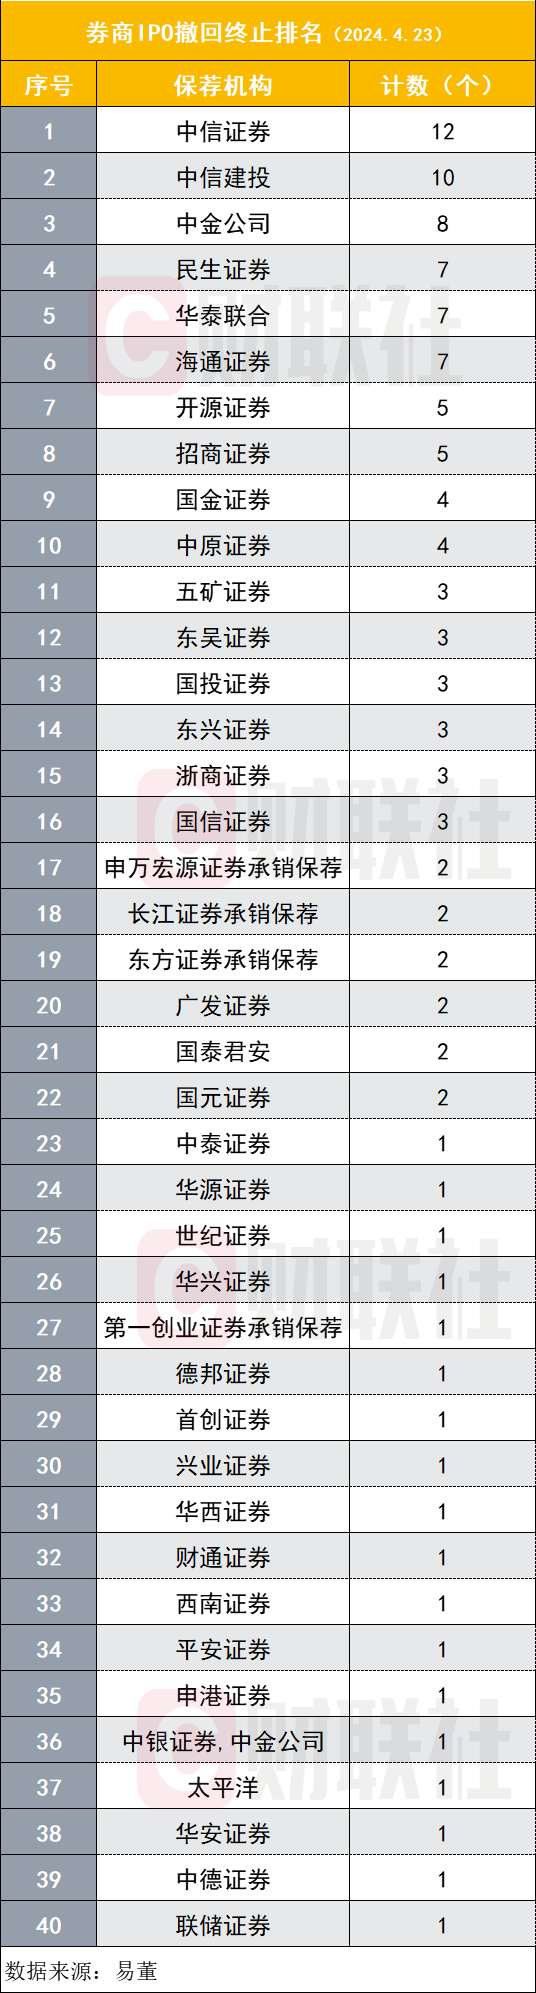 券商IPO撤回终止排名（2024.4.23）
序号 保荐机构 计数（个）
1 中信证券 12
2 中信建投 10
3 中金公司 8
4 民生证券 7
5 华泰联合 7
6 海通证券 7
7 开源证券 5
8 招商证券 5
9 国金证券 4
10 中原证券 4
11 五矿证券 3
12 东吴证券 3
13 国投证券 3
14 东兴证券 3
15 浙商证券 3
16 国信证券 3
17 申万宏源证券承销保荐 2
18 长江证券承销保荐 2
19 东方证券承销保荐 2
20 广发证券 2
21 国泰君安 2
22 国元证券 2
23 中泰证券 1
24 华源证券 1
25 世纪证券 1
26 华兴证券 1
27 第一创业证券承销保荐 1
28 德邦证券 1
29 首创证券 1
30 兴业证券 1
31 华西证券 1
32 财通证券 1
33 西南证券 1
34 平安证券 1
35 申港证券 1
36 中银证券,中金公司 1
37 太平洋 1
38 华安证券 1
39 中德证券 1
40 联储证券 1
数据来源：易董
财联社
财联社
财联社
财联社